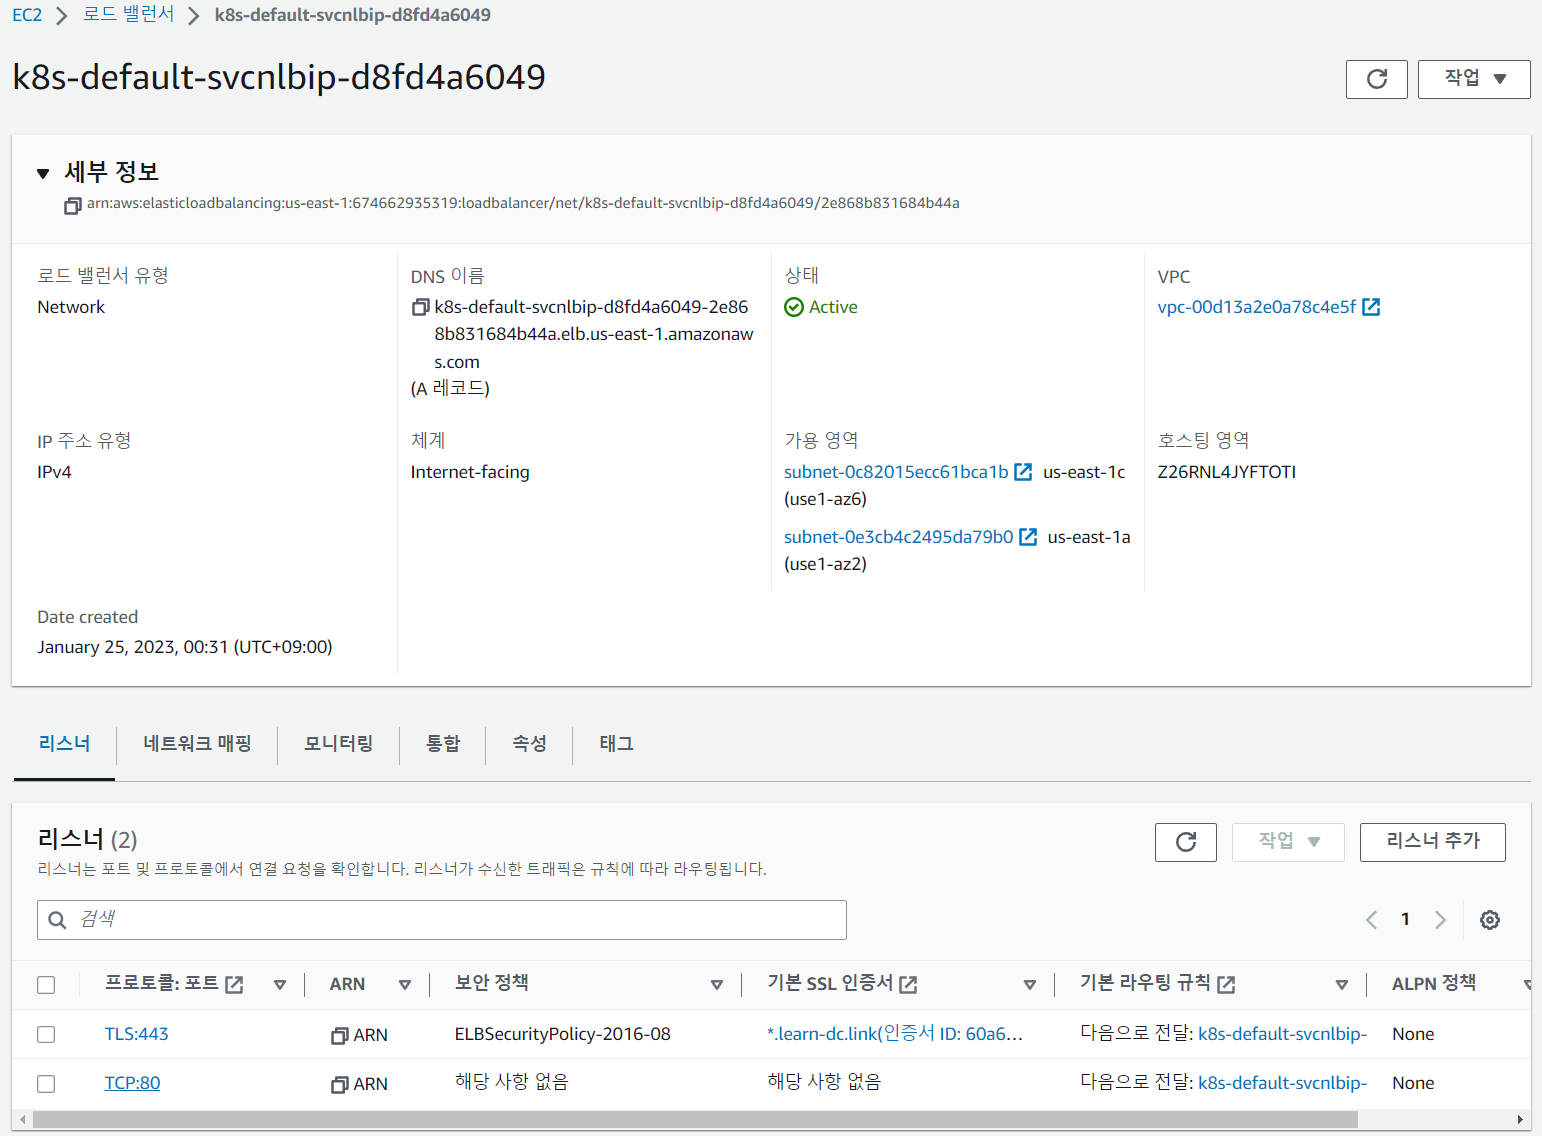 EC2 > 로드 밸런서 > k8s-default-svcnlbip-d8fd4a6049
k8s-default-svcnlbip-d8fd4a6049
작업
세부 정보
arn:aws:elasticloadbalancing:us-east-1:674662935319:loadbalancer/net/k8s-default-svcnlbip-d8fd4a6049/2e868b831684b44a
로드 밸런서 유형
Network
DNS 이름
k8s-default-svcnlbip-d8fd4a6049-2e86
8b831684b44a.elb.us-east-1.amazonaw
s.com
(A 레코드)
상태
Active
VPC
vpc-00d13a2e0a78c4e5f
IP 주소 유형
IPv4
체계
Internet-facing
가용 영역
subnet-0c82015ecc61bca1b us-east-1c
(use1-az6)
subnet-0e3cb4c2495da79b0 us-east-1a
(use1-az2)
호스팅 영역
Z26RNL4JYFTOTI
Date created
January 25, 2023, 00:31 (UTC+09:00)
리스너 네트워크 매핑 모니터링 통합 속성 태그
리스너 (2)
리스너는 포트 및 프로토콜에서 연결 요청을 확인합니다. 리스너가 수신한 트래픽은 규칙에 따라 라우팅됩니다.
작업
리스너 추가
검색
1
프로토콜: 포트 ARN 보안 정책 기본 SSL 인증서 기본 라우팅 규칙 ALPN 정책
TLS:443 ARN ELBSecurityPolicy-2016-08 *.learn-dc.link(인증서 ID: 60a6... 다음으로 전달: k8s-default-svcnlbip- None
TCP:80 ARN 해당 사항 없음 해당 사항 없음 다음으로 전달: k8s-default-svcnlbip- None